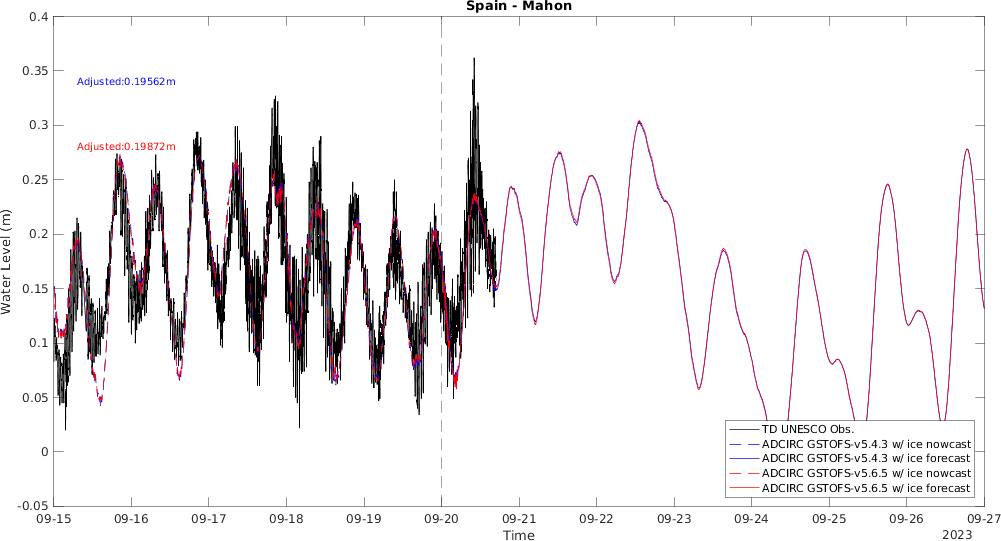 Spain - Mahon
0.4
0.35
0.3
0.25
0.2
0.15
0.1
0.05
0
-0.05
Water Level (m)
Adjusted:0.19562m
Adjusted:0.19872m
TD UNESCO Obs.
ADCIRC GSTOFS-v5.4.3 w/ ice nowcast
ADCIRC GSTOFS-v5.4.3 w/ ice forecast
ADCIRC GSTOFS-v5.6.5 w/ ice nowcast
ADCIRC GSTOFS-v5.6.5 w/ ice forecast
09-15 09-16 09-17 09-18 09-19 09-20 09-21 09-22 09-23 09-24 09-25 09-26 09-27
Time
2023